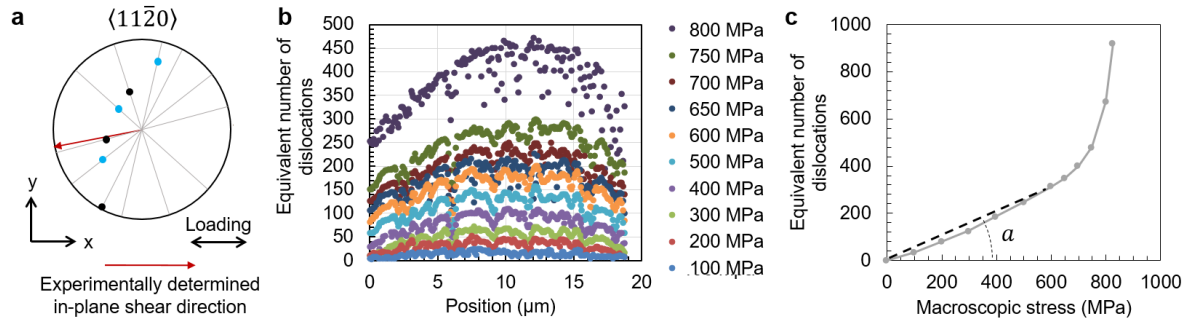 a
⟨112̄0⟩
y
x
Loading
Experimentally determined
in-plane shear direction
b
Equivalent number of
dislocations
500
450
400
350
300
250
200
150
100
50
0
0
5
10
15
20
Position (µm)
800 MPa
750 MPa
700 MPa
650 MPa
600 MPa
500 MPa
400 MPa
300 MPa
200 MPa
100 MPa
c
Equivalent number of
dislocations
1000
800
600
400
200
0
a
0
200
400
600
800
1000
Macroscopic stress (MPa)